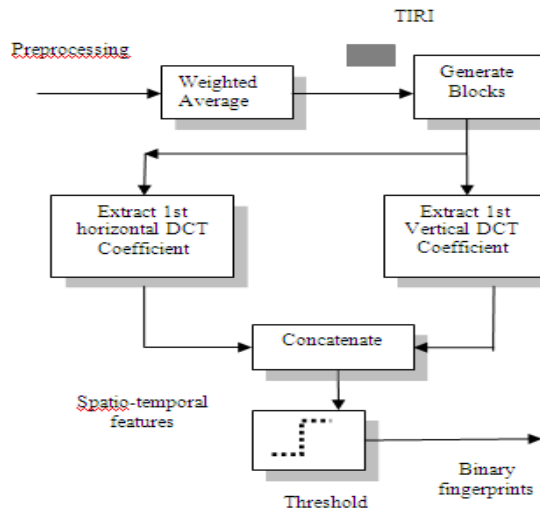 TIRI
Preprocessing
Weighted
Average
Generate
Blocks
Extract 1st
horizontal DCT
Coefficient
Extract 1st
Vertical DCT
Coefficient
Concatenate
Spatio-temporal
features
Threshold
Binary
fingerprints